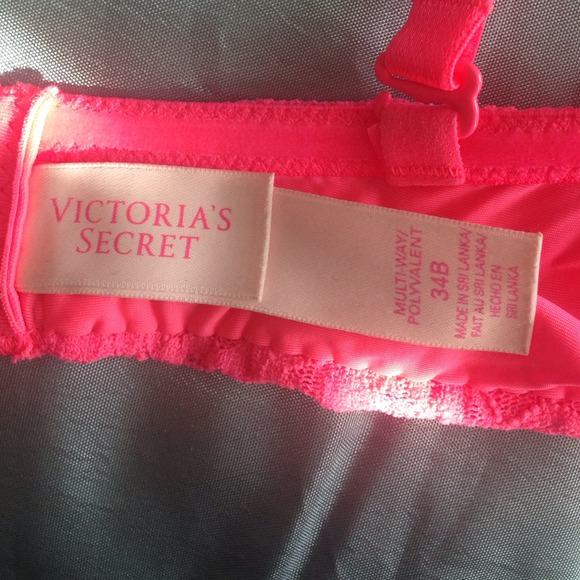 VICTORIA'S
SECRET
MULTI-WAY/
POLYVALENT
34B
MADE IN SRI LANKA/
FAIT AU SRI LANKA/
HECHO EN
SRI LANKA